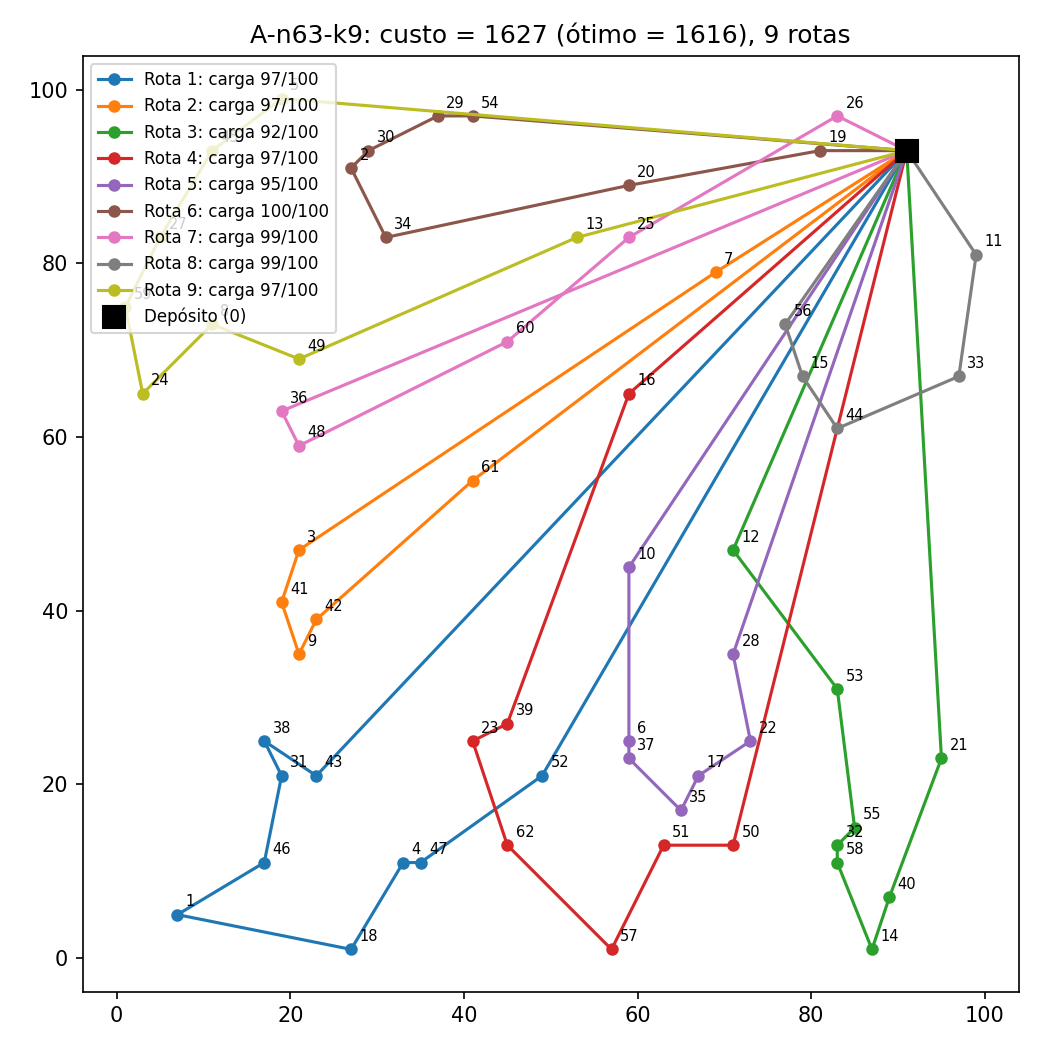 A-n63-k9: custo = 1627 (ótimo = 1616), 9 rotas
Rota 1: carga 97/100
Rota 2: carga 97/100
Rota 3: carga 92/100
Rota 4: carga 97/100
Rota 5: carga 95/100
Rota 6: carga 100/100
Rota 7: carga 99/100
Rota 8: carga 99/100
Rota 9: carga 97/100
Depósito (0)
100
80
60
40
20
0
0 20 40 60 80 100
29 54 26
30 19
2
20
34 13 25 11
27
7
8 56
49 60
24 16 15 33
36
48 44
61
3 12
10
41
42
9 28
53
39
38 23 6
37 22 21
31 43 52 17
35
62 51 50 55
32
46 4 47 58
40
1
18 57 14